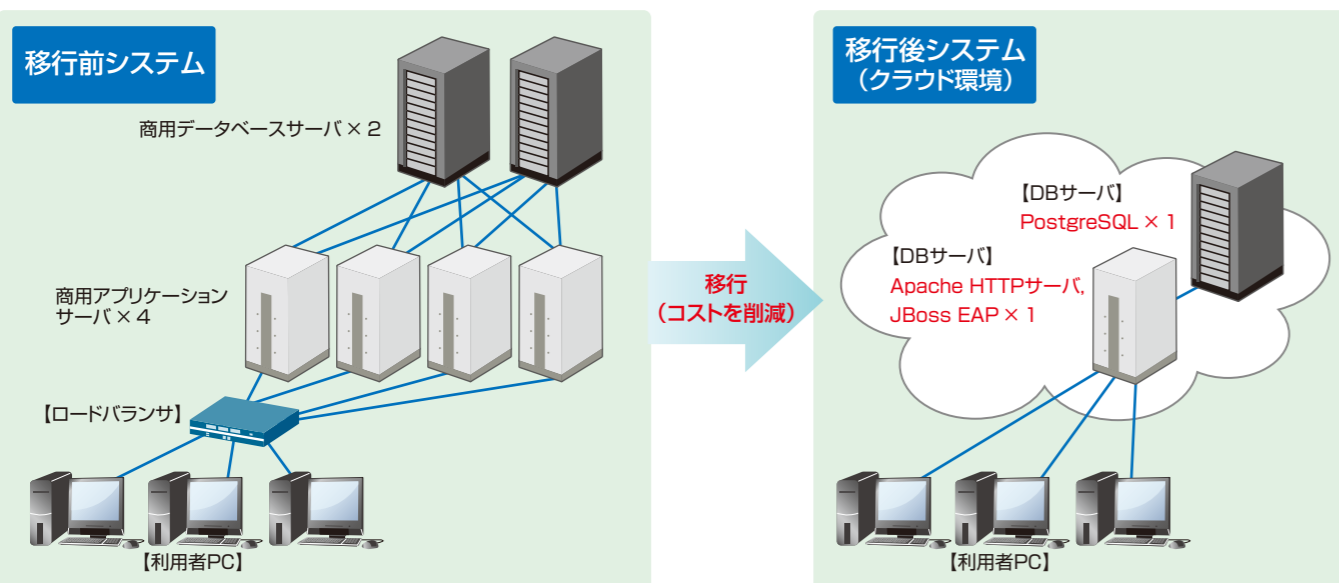 移行前システム
商用データベースサーバ×2
商用アプリケーション
サーバ×4
【ロードバランサ】
【利用者PC】
移行
（コストを削減）
移行後システム
（クラウド環境）
【DBサーバ】
PostgreSQL×1
【DBサーバ】
Apache HTTPサーバ,
JBoss EAP×1
【利用者PC】